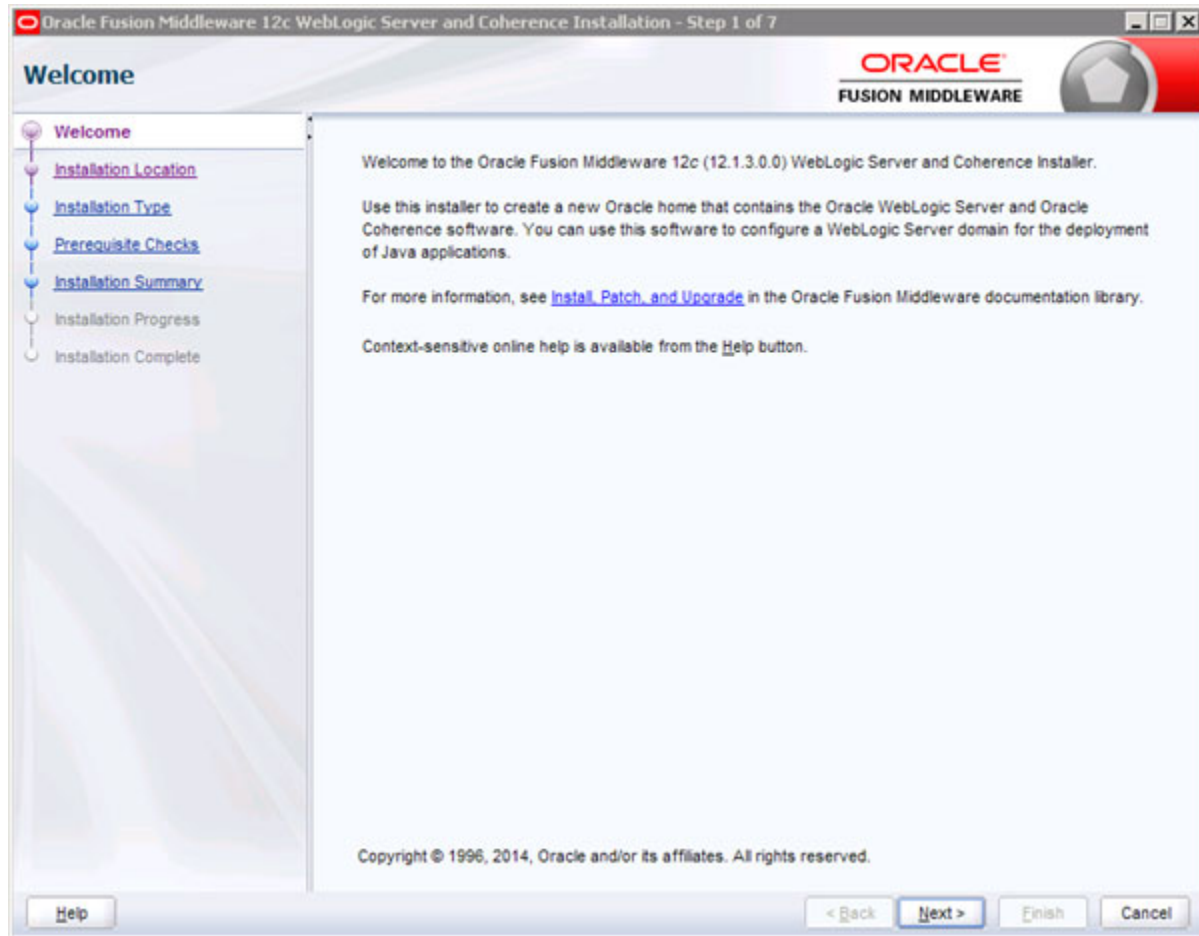 Oracle Fusion Middleware 12c WebLogic Server and Coherence Installation - Step 1 of 7
Welcome
ORACLE
FUSION MIDDLEWARE
Welcome
Installation Location
Installation Type
Prerequisite Checks
Installation Summary
Installation Progress
Installation Complete
Welcome to the Oracle Fusion Middleware 12c (12.1.3.0.0) WebLogic Server and Coherence Installer.
Use this installer to create a new Oracle home that contains the Oracle WebLogic Server and Oracle
Coherence software. You can use this software to configure a WebLogic Server domain for the deployment
of Java applications.
For more information, see Install, Patch, and Upgrade in the Oracle Fusion Middleware documentation library.
Context-sensitive online help is available from the Help button.
Copyright © 1996, 2014, Oracle and/or its affiliates. All rights reserved.
Help
< Back
Next >
Finish
Cancel